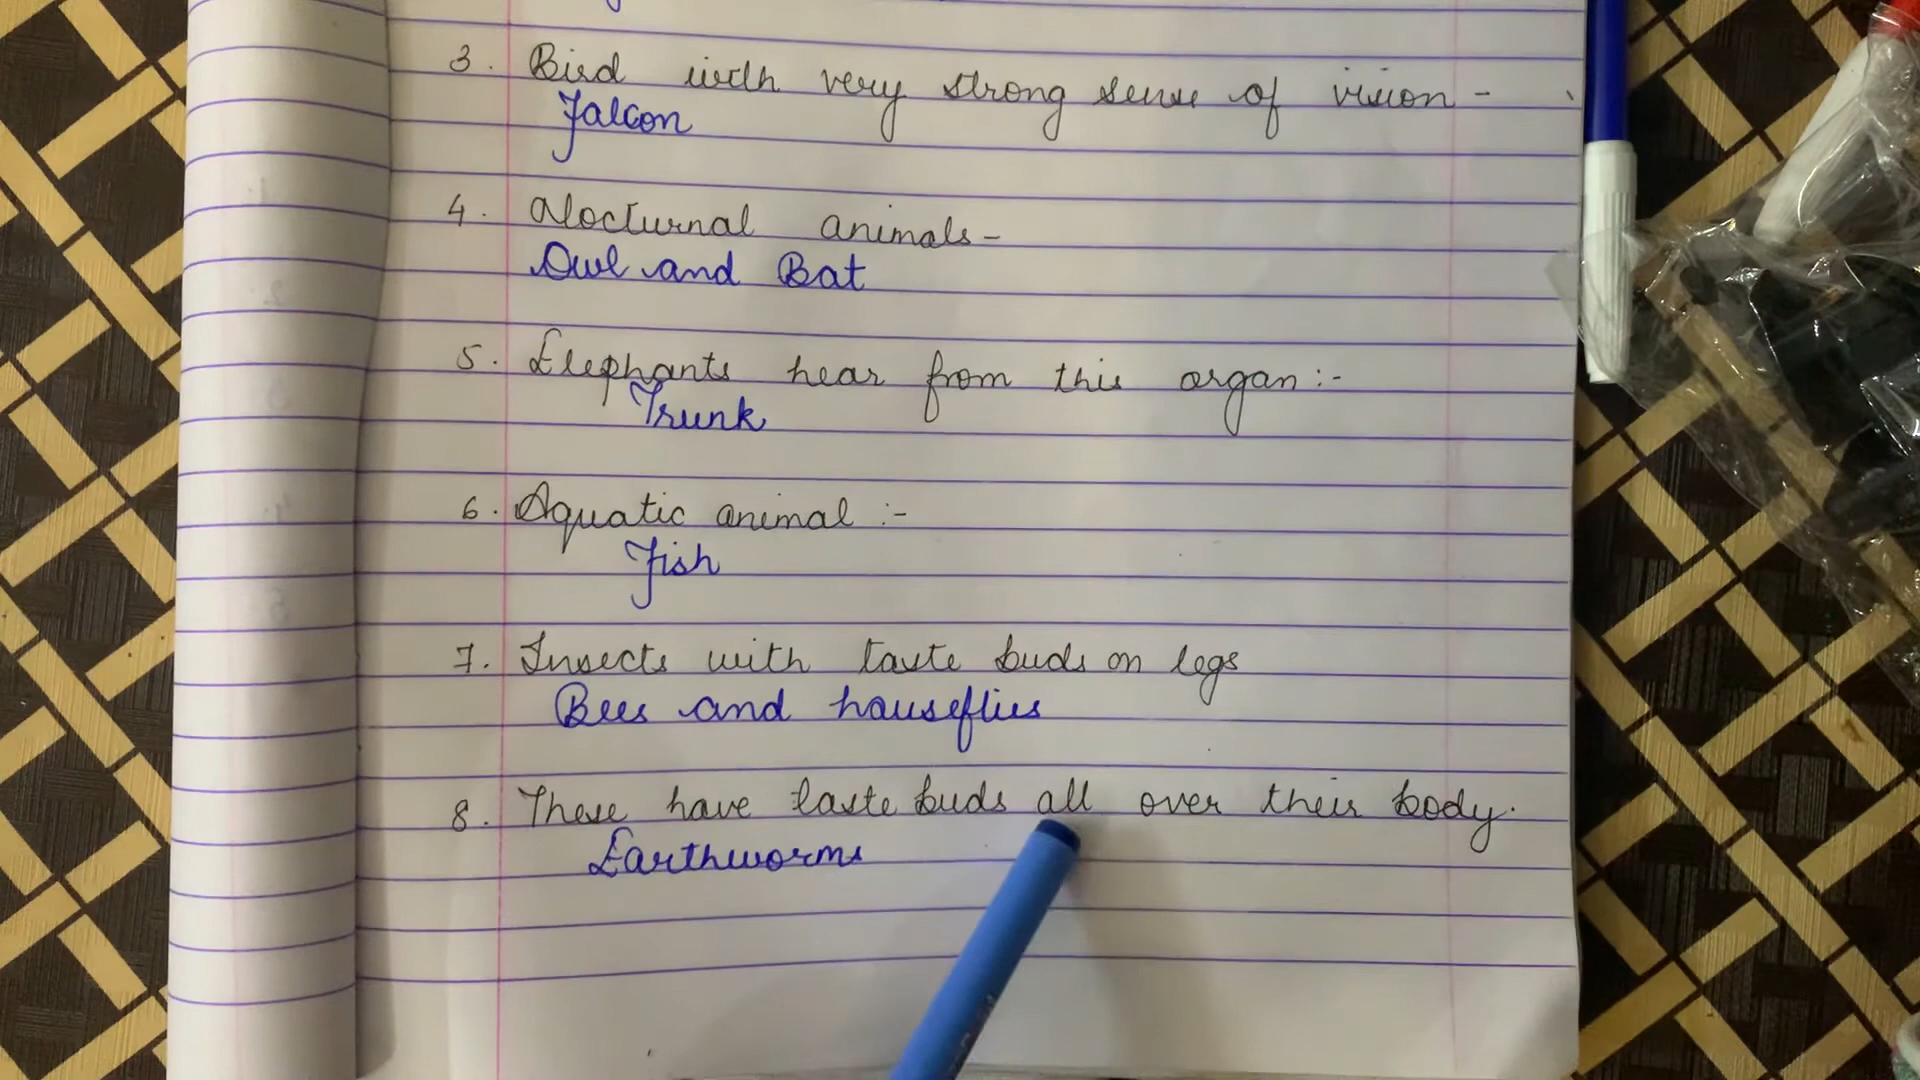 3. Bird with very strong sense of vision -
Falcon
4. Nocturnal animals-
Owl and Bat
5. Elephants hear from this organ :-
Trunk
6. Aquatic animal :-
Fish
7. Insects with taste buds on legs
Bees and houseflies
8. These have taste buds all over their body.
Earthworms